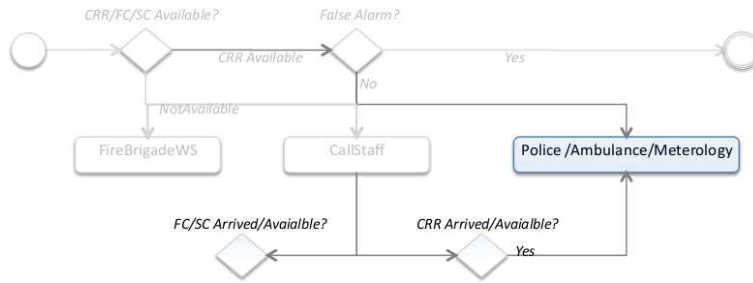 CRR/FC/SC Available?
False Alarm?
CRR Available
Yes
No
NotAvailable
FireBrigadeWS
CallStaff
Police /Ambulance/Meterology
FC/SC Arrived/Avaialble?
CRR Arrived/Avaialble?
Yes